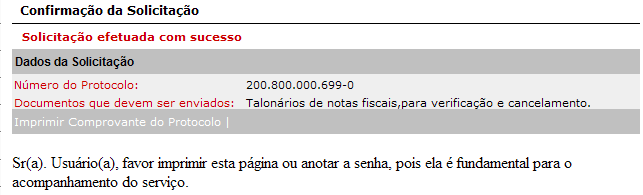 Confirmação da Solicitação
Solicitação efetuada com sucesso
Dados da Solicitação
Número do Protocolo: 200.800.000.699-0
Documentos que devem ser enviados: Talonários de notas fiscais,para verificação e cancelamento.
Imprimir Comprovante do Protocolo |
Sr(a). Usuário(a), favor imprimir esta página ou anotar a senha, pois ela é fundamental para o
acompanhamento do serviço.